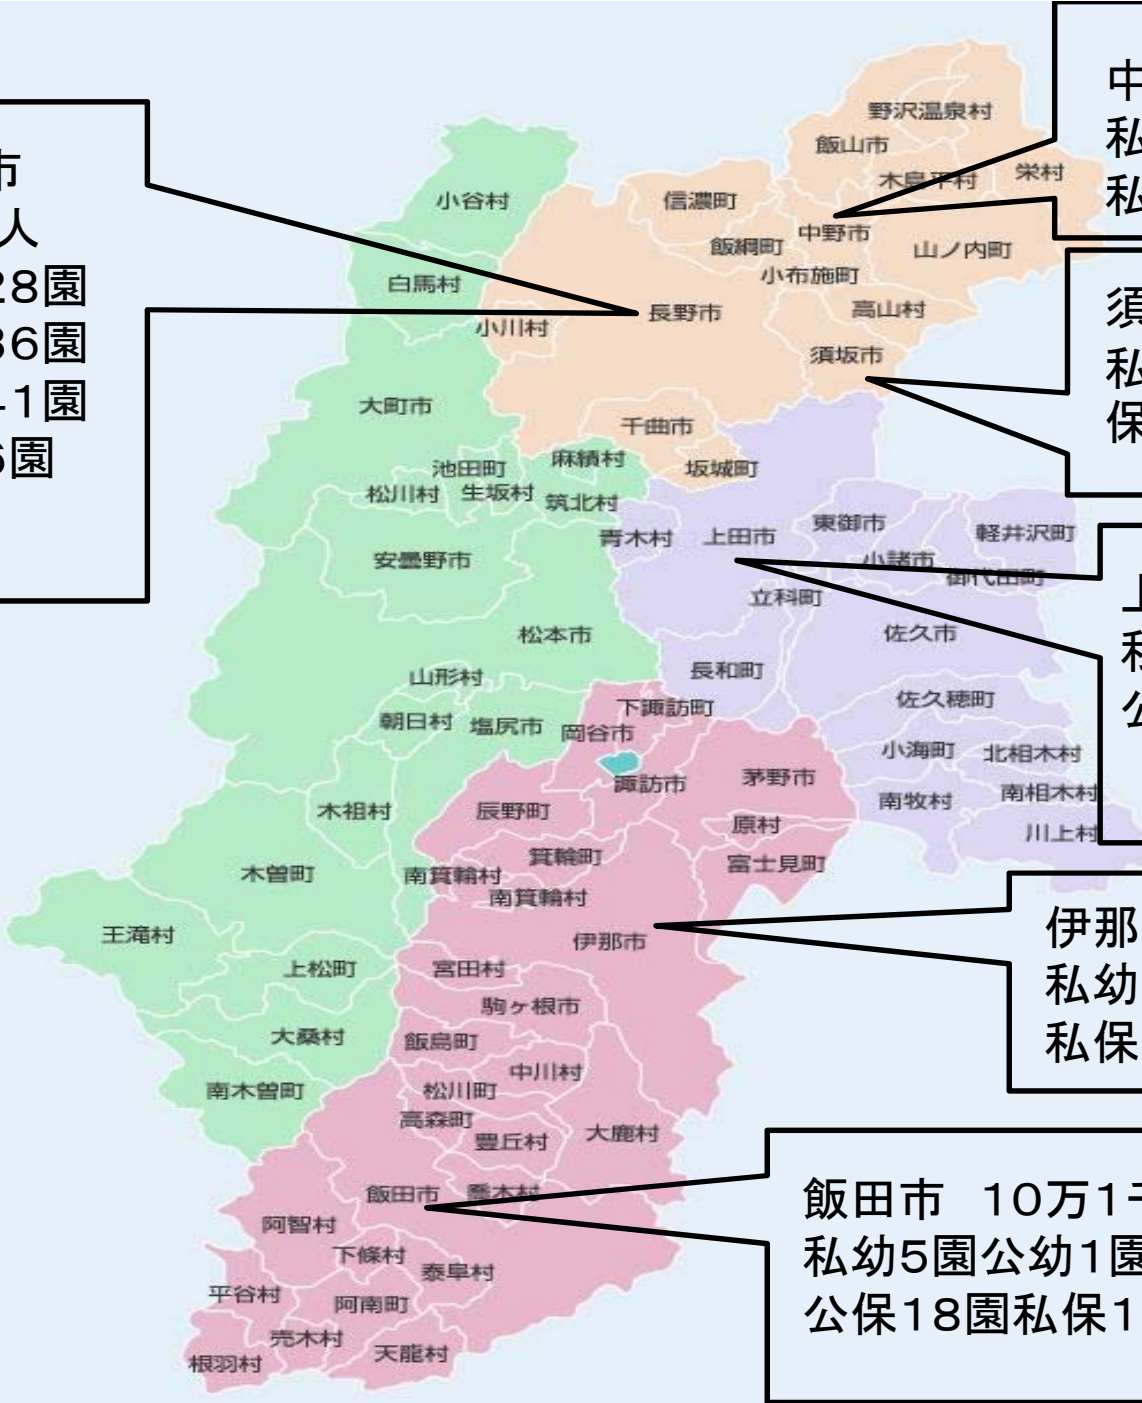 市
人
28園
36園
41園
6園
中
私
私
須
私
保
上
私
公
伊那
私幼
私保
飯田市 10万1千
私幼5園公幼1園
公保18園私保1
野沢温泉村
飯山市
木島平村
栄村
小谷村
信濃町
中野市
飯綱町
山ノ内町
小布施町
白馬村
長野市
高山村
小川村
須坂市
大町市
千曲市
麻績村
池田町
坂城町
松川村
生坂村
筑北村
青木村
上田市
東御市
軽井沢町
安曇野市
小諸市
御代田町
立科町
松本市
佐久市
山形村
長和町
佐久穂町
下諏訪町
朝日村
塩尻市
岡谷市
小海町
北相木村
諏訪市
茅野市
南牧村
南相木村
木祖村
辰野町
原村
川上村
箕輪町
富士見町
木曽町
南箕輪村
南箕輪村
王滝村
伊那市
上松町
宮田村
駒ヶ根市
大桑村
飯島町
中川村
南木曽町
松川町
高森町
豊丘村
大鹿村
飯田市
喬木村
阿智村
下條村
泰阜村
平谷村
阿南町
売木村
天龍村
根羽村